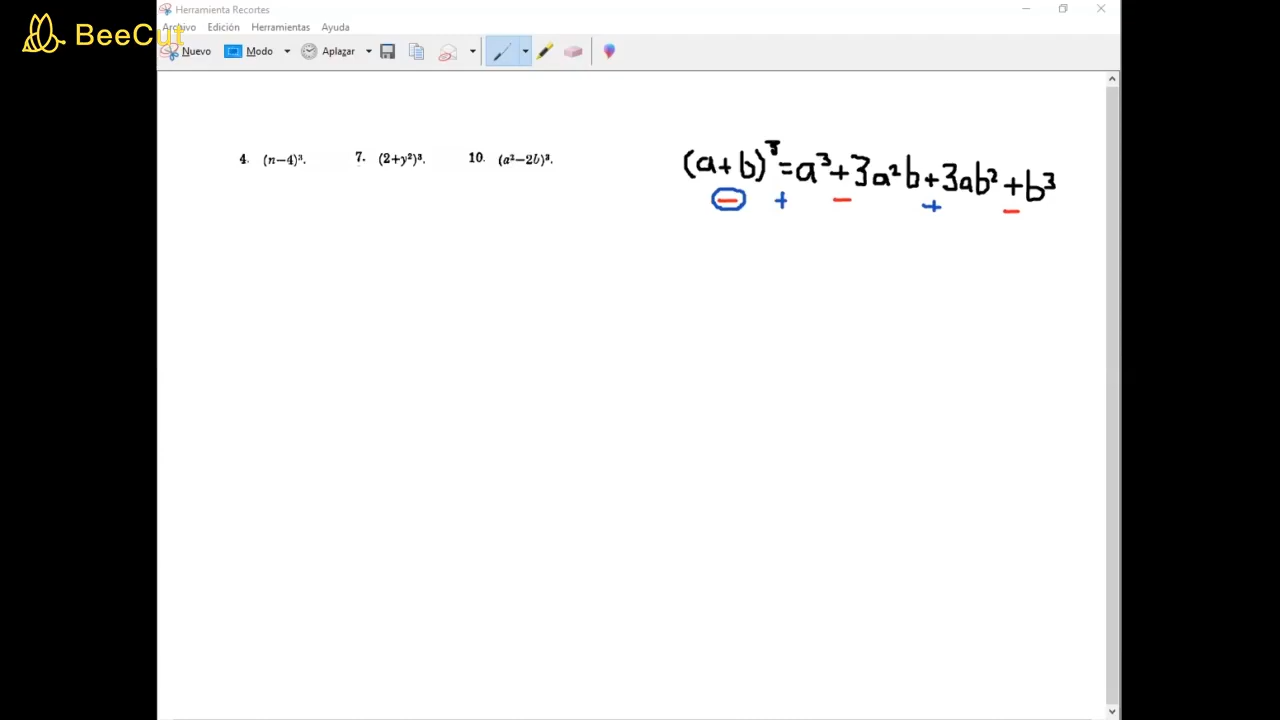 BeeCut
Herramienta Recortes
Archivo Edición Herramientas Ayuda
Nuevo Modo Aplazar
4. (n−4)³. 7. (2+y²)³. 10. (a²−2b)³.
(a+b)³=a³+3a²b+3ab²+b³
− + − + −